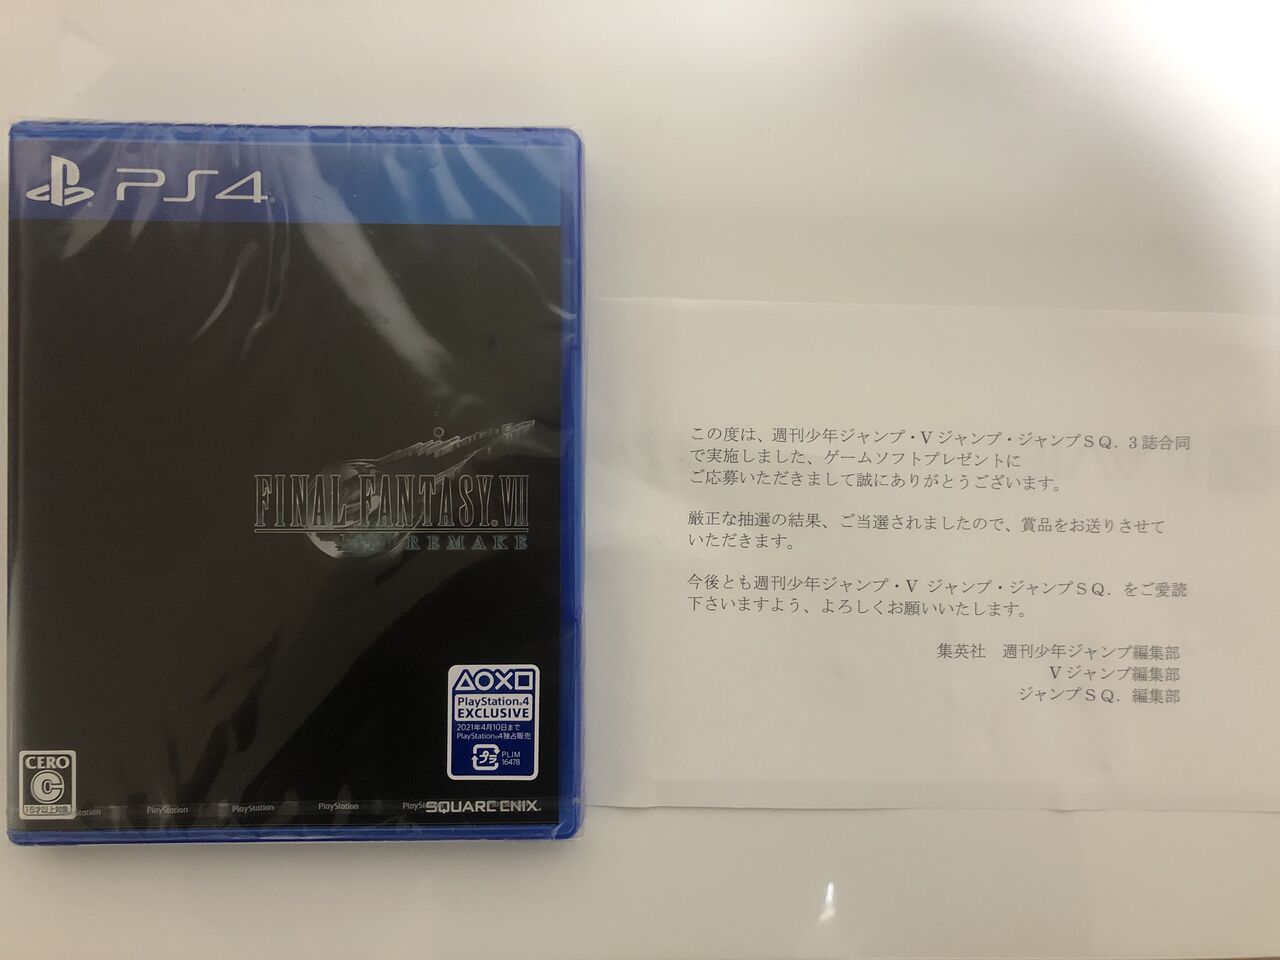 PS4
FINAL FANTASY. VII
REMAKE
PlayStation®4
EXCLUSIVE
2021年4月10日まで
PlayStation®4独占販売
プラ
PLJM
16478
CERO
C
15才以上対象
PlayStation PlayStation PlayStation
SQUARE ENIX
この度は、週刊少年ジャンプ・Vジャンプ・ジャンプSQ. 3誌合同
で実施しました、ゲームソフトプレゼントに
ご応募いただきまして誠にありがとうございます。
厳正な抽選の結果、ご当選されましたので、賞品をお送りさせて
いただきます。
今後とも週刊少年ジャンプ・V ジャンプ・ジャンプSQ. をご愛読
下さいますよう、よろしくお願いいたします。
集英社 週刊少年ジャンプ編集部
Vジャンプ編集部
ジャンプSQ. 編集部